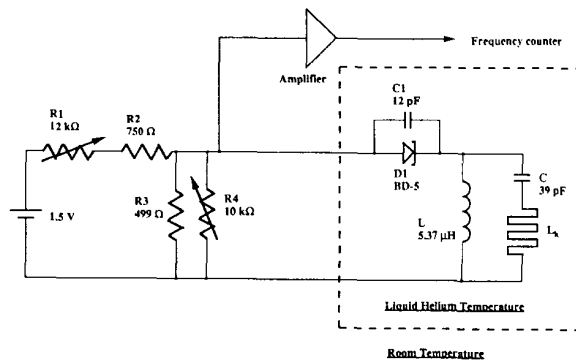 Frequency counter
Amplifier
C1
12 pF
R1
12 kΩ
R2
750 Ω
D1
BD-5
C
39 pF
R3
499 Ω
R4
10 kΩ
1.5 V
L
5.37 μH
Lk
Liquid Helium Temperature
Room Temperature